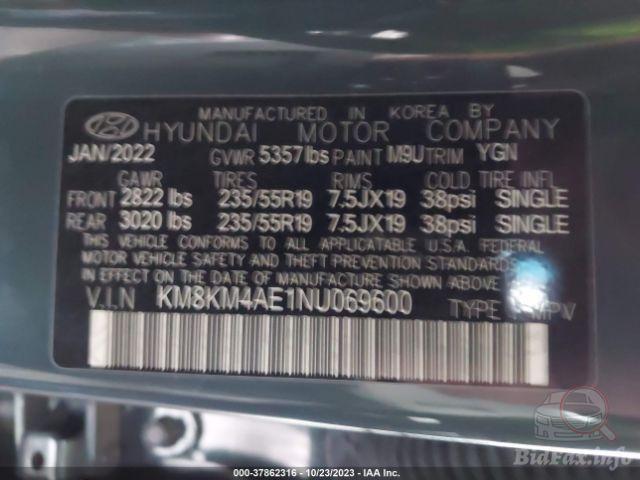 MANUFACTURED IN KOREA BY
HYUNDAI MOTOR COMPANY
JAN/2022 GVWR 5357 lbs PAINT M9U TRIM YGN
GAWR TIRES RIMS COLD TIRE INFL
FRONT 2822 lbs 235/55R19 7.5JX19 38psi SINGLE
REAR 3020 lbs 235/55R19 7.5JX19 38psi SINGLE
THIS VEHICLE CONFORMS TO ALL APPLICABLE U.S.A. FEDERAL
MOTOR VEHICLE SAFETY AND THEFT PREVENTION STANDARDS
IN EFFECT ON THE DATE OF MANUFACTURE SHOWN ABOVE.
V.I.N KM8KM4AE1NU069600 TYPE : MPV
000-37862316 - 10/23/2023 - IAA Inc.
BidFax.info